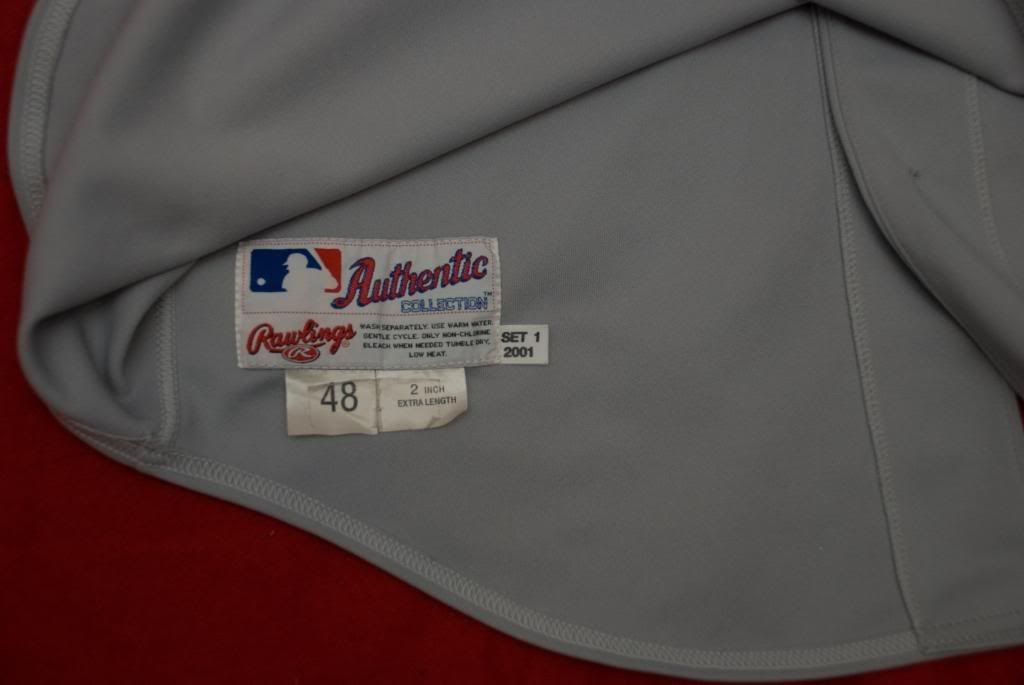 Authentic
COLLECTION™
Rawlings®
R
WASH SEPARATELY. USE WARM WATER.
GENTLE CYCLE. ONLY NON-CHLORINE
BLEACH WHEN NEEDED TUMBLE DRY.
LOW HEAT.
SET 1
2001
48
2 INCH
EXTRA LENGTH